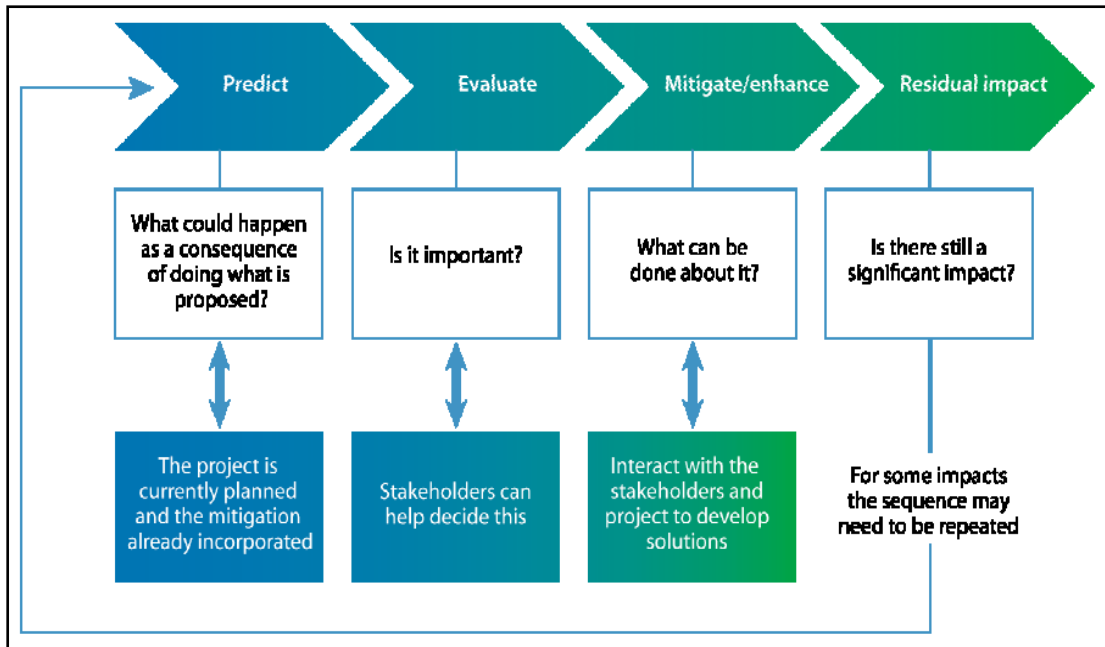 Predict
Evaluate
Mitigate/enhance
Residual impact
What could happen
as a consequence
of doing what is
proposed?
Is it important?
What can be
done about it?
Is there still a
significant impact?
The project is
currently planned
and the mitigation
already incorporated
Stakeholders can
help decide this
Interact with the
stakeholders and
project to develop
solutions
For some impacts
the sequence may
need to be repeated